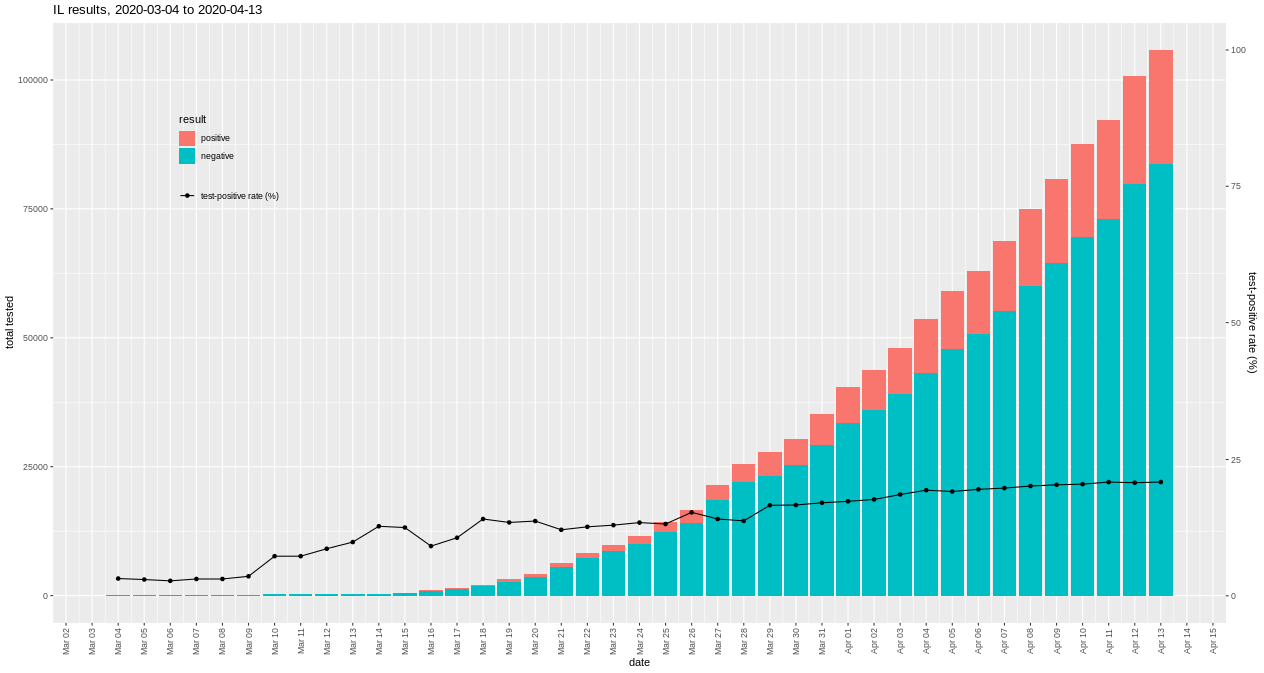 IL results, 2020-03-04 to 2020-04-13
total tested
100000
75000
50000
25000
0
result
positive
negative
test-positive rate (%)
100
75
50
25
0
test-positive rate (%)
Mar 02
Mar 03
Mar 04
Mar 05
Mar 06
Mar 07
Mar 08
Mar 09
Mar 10
Mar 11
Mar 12
Mar 13
Mar 14
Mar 15
Mar 16
Mar 17
Mar 18
Mar 19
Mar 20
Mar 21
Mar 22
Mar 23
Mar 24
Mar 25
Mar 26
Mar 27
Mar 28
Mar 29
Mar 30
Mar 31
Apr 01
Apr 02
Apr 03
Apr 04
Apr 05
Apr 06
Apr 07
Apr 08
Apr 09
Apr 10
Apr 11
Apr 12
Apr 13
Apr 14
Apr 15
date